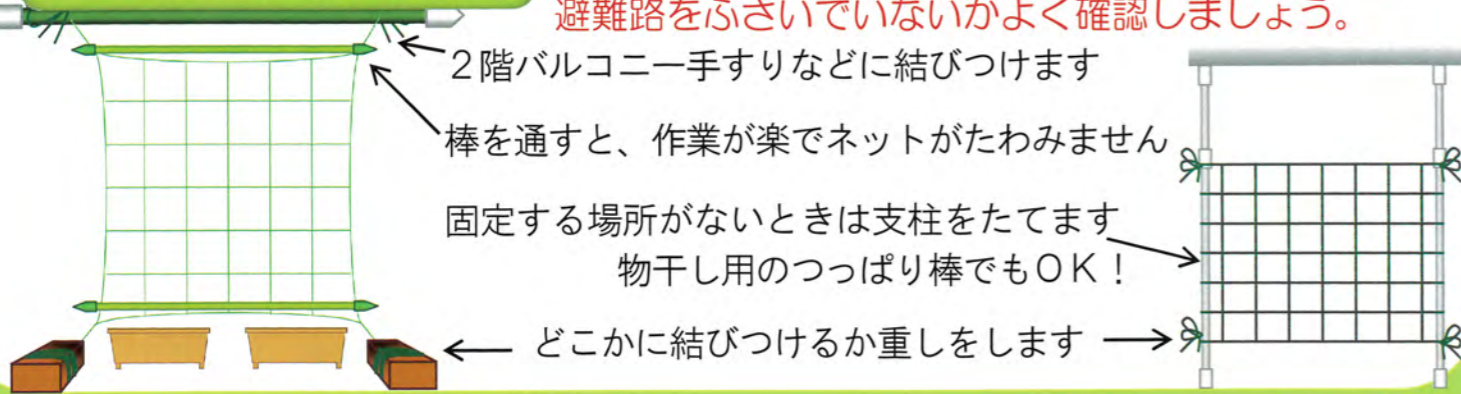 避難路をふさいでいないかよく確認しましょう。
2階バルコニー手すりなどに結びつけます
棒を通すと、作業が楽でネットがたわみません
固定する場所がないときは支柱をたてます
物干し用のつっぱり棒でもOK!
どこかに結びつけるか重しをします